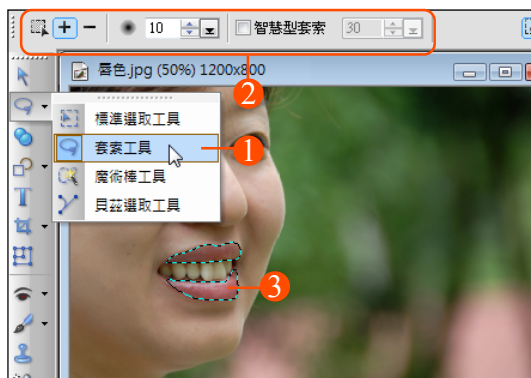 10 智慧型套索 30
唇色.jpg (50%) 1200x800
2
標準選取工具
套索工具 1
魔術棒工具
貝茲選取工具
T
3